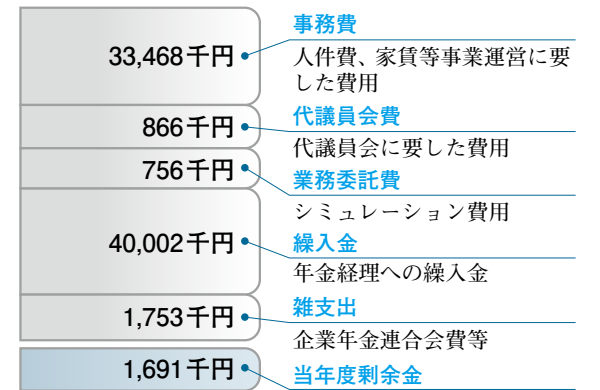 事務費
33,468千円
人件費、家賃等事業運営に要
した費用
代議員会費
866千円
代議員会に要した費用
業務委託費
756千円
シミュレーション費用
繰入金
40,002千円
年金経理への繰入金
雑支出
1,753千円
企業年金連合会費等
当年度剰余金
1,691千円